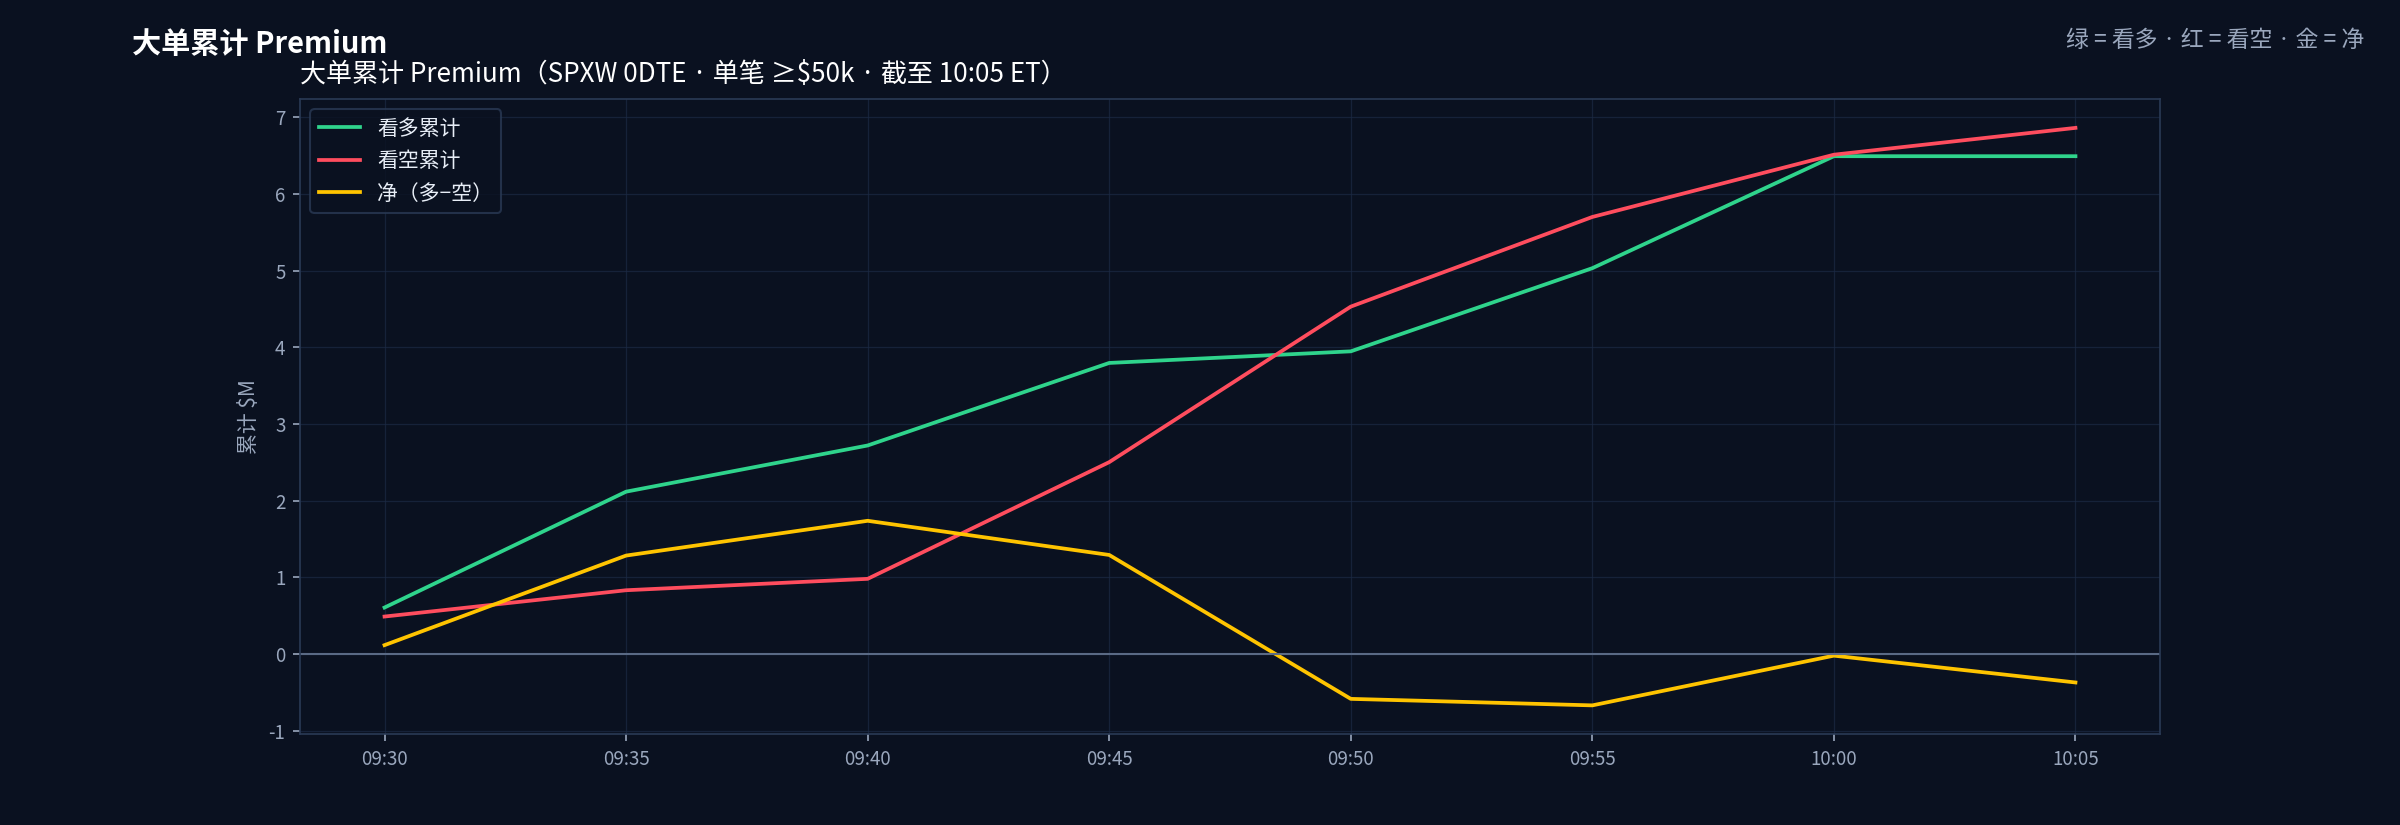 大单累计 Premium
绿 = 看多 · 红 = 看空 · 金 = 净
大单累计 Premium（SPXW 0DTE · 单笔 ≥$50k · 截至 10:05 ET）
看多累计
看空累计
净（多−空）
累计 $M
7
6
5
4
3
2
1
0
-1
09:30 09:35 09:40 09:45 09:50 09:55 10:00 10:05